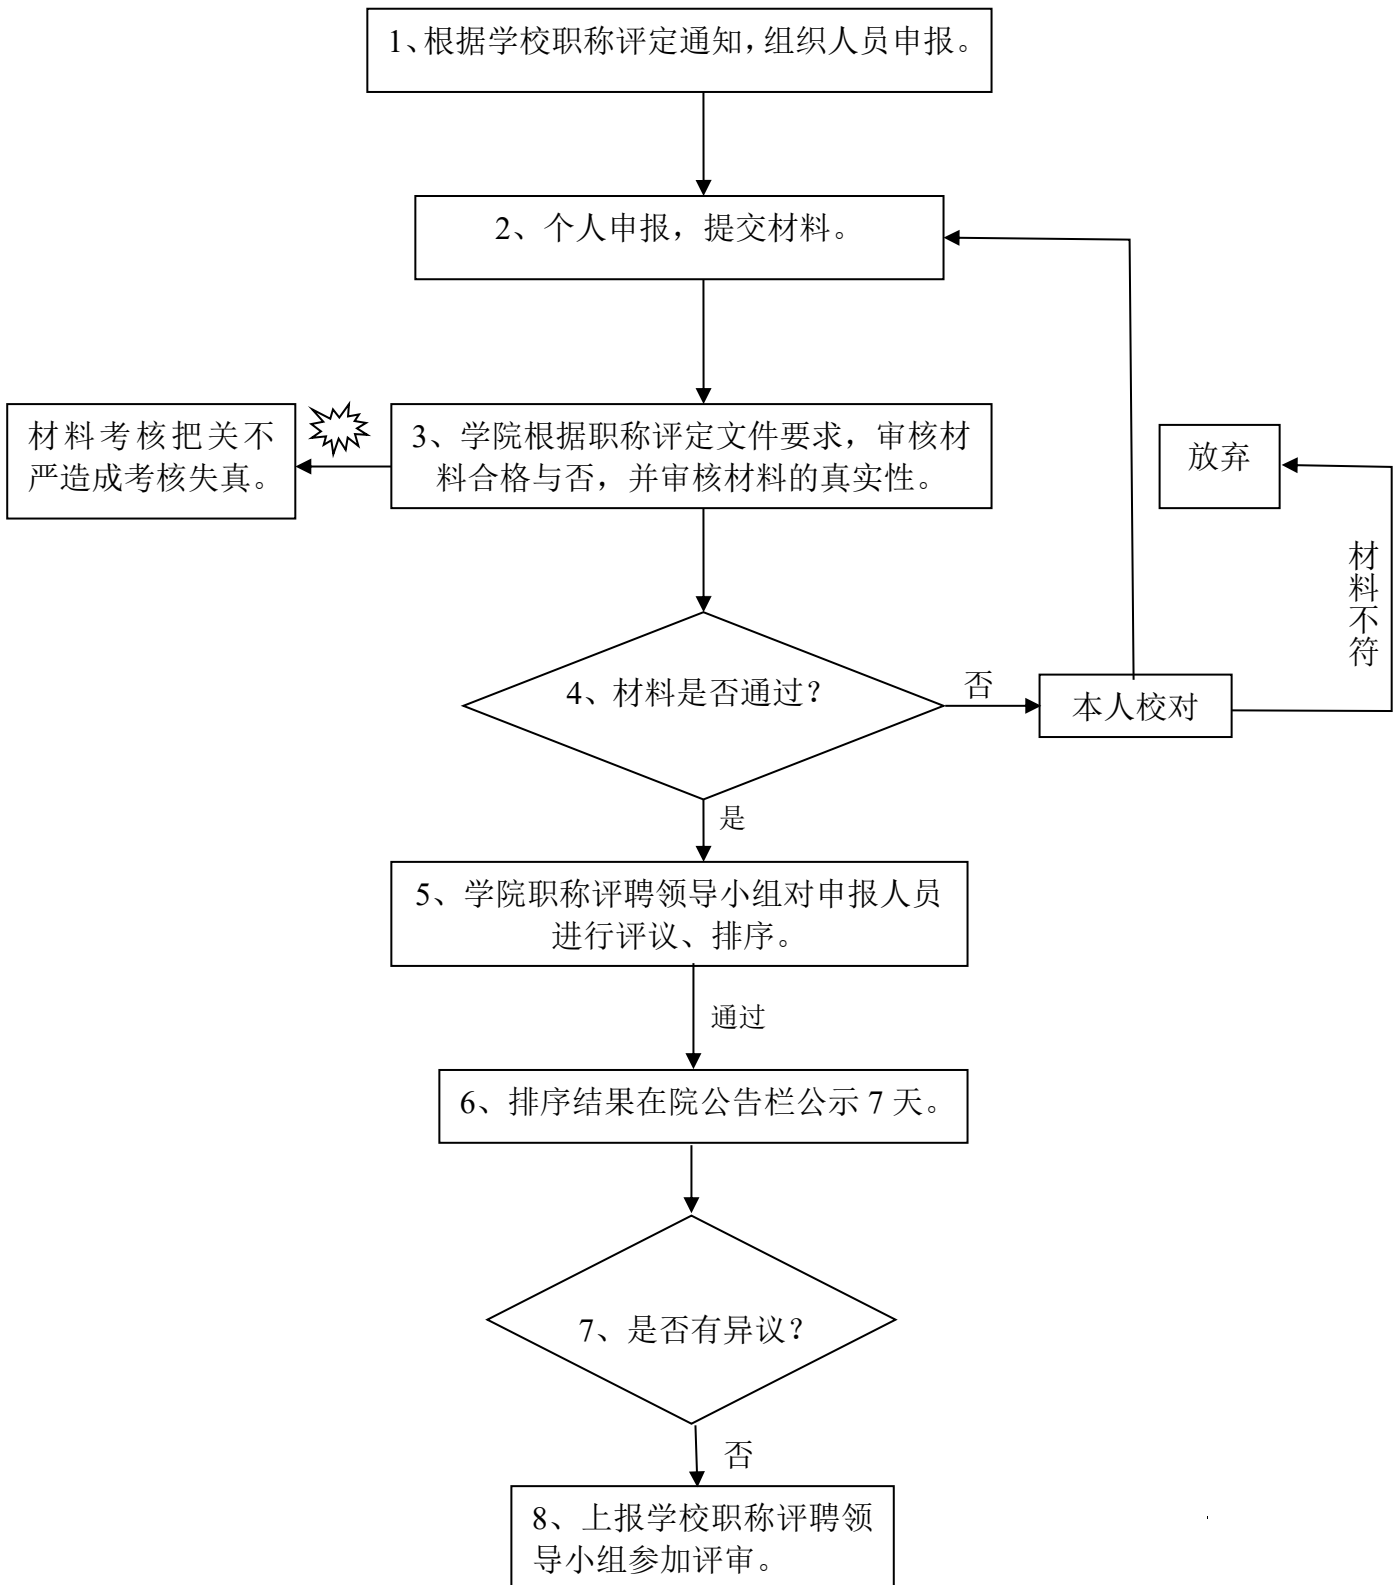 1、根据学校职称评定通知，组织人员申报。
2、个人申报，提交材料。
材料考核把关不
严造成考核失真。
3、学院根据职称评定文件要求，审核材
料合格与否，并审核材料的真实性。
放弃
材料不符
4、材料是否通过？
否
本人校对
是
5、学院职称评聘领导小组对申报人员
进行评议、排序。
通过
6、排序结果在院公告栏公示 7 天。
7、是否有异议？
否
8、上报学校职称评聘领
导小组参加评审。